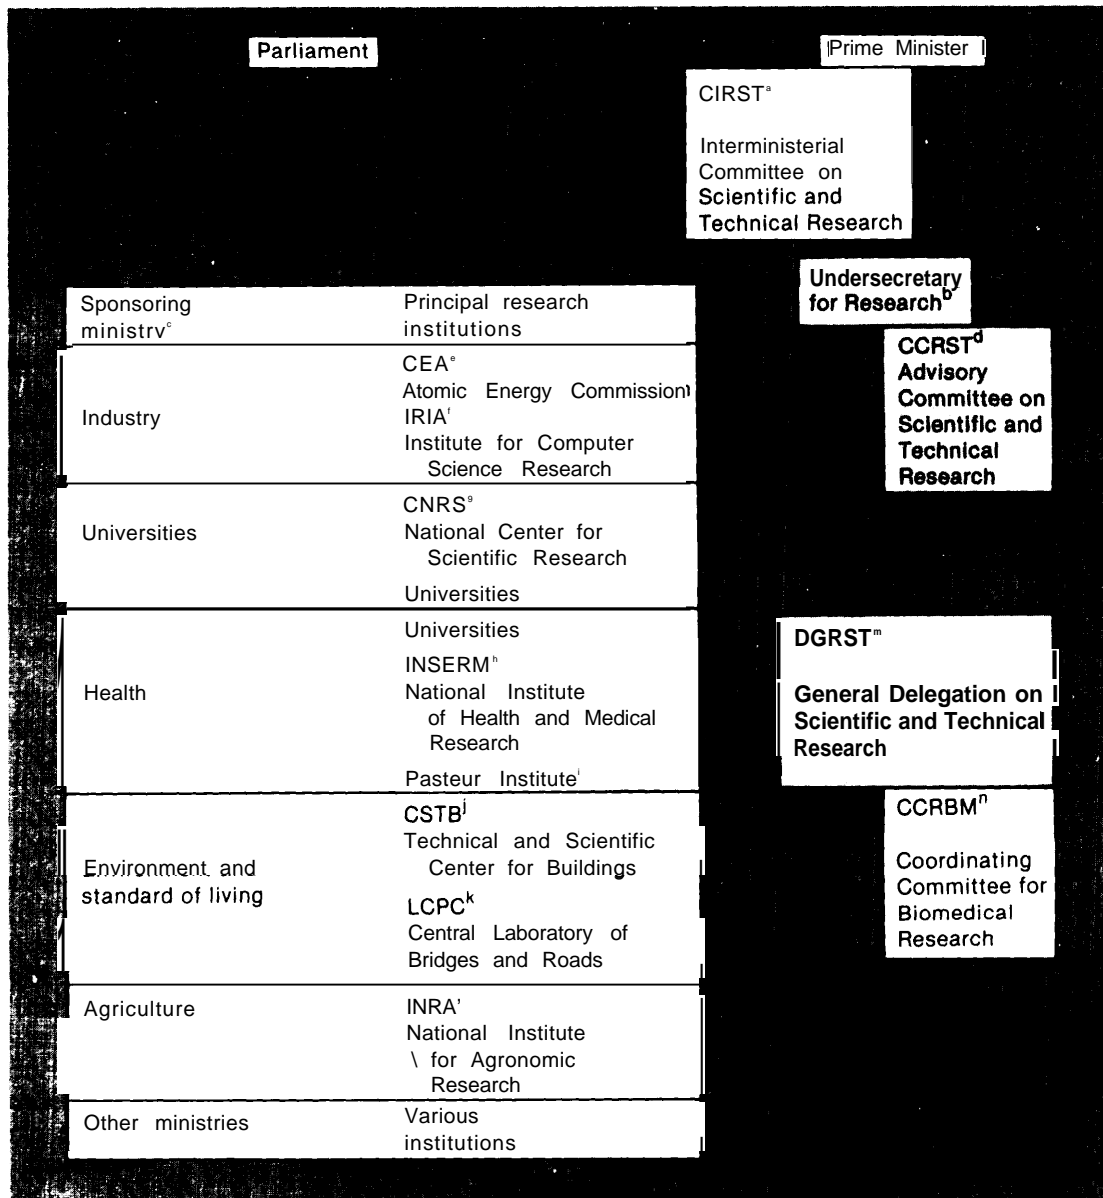 Parliament
Prime Minister
CIRSTᵃ
Interministerial
Committee on
Scientific and
Technical Research
Undersecretary
for Researchᵇ
CCRSTᵈ
Advisory
Committee on
Scientific and
Technical
Research
DGRSTᵐ
General Delegation on
Scientific and Technical
Research
CCRBMⁿ
Coordinating
Committee for
Biomedical
Research
Sponsoring Principal research
ministrvᶜ institutions
CEAᵉ
Atomic Energy Commission
Industry IRIAᶠ
Institute for Computer
Science Research
CNRSᵍ
Universities National Center for
Scientific Research
Universities
Universities
INSERMʰ
Health National Institute
of Health and Medical
Research
Pasteur Instituteⁱ
CSTBʲ
Technical and Scientific
Environment and Center for Buildings
standard of living LCPCᵏ
Central Laboratory of
Bridges and Roads
Agriculture INRA'
National Institute
\ for Agronomic
Research
Other ministries Various
institutions